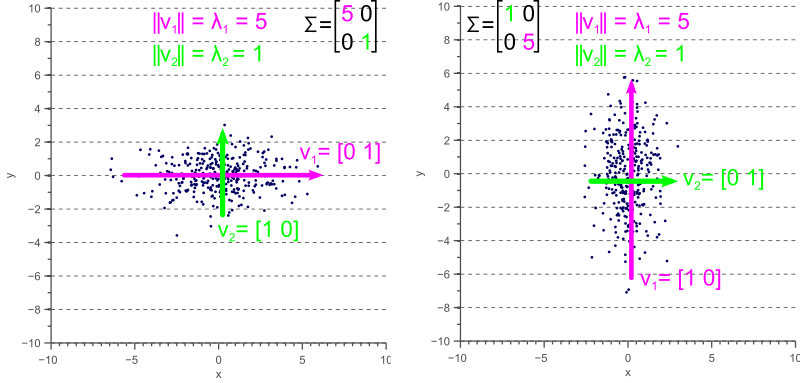 ||v₁|| = λ₁ = 5
||v₂|| = λ₂ = 1
Σ = [5 0
0 1]
10
8
6
4
2
0
−2
−4
−6
−8
−10
y
v₁= [0 1]
v₂= [1 0]
−10 −5 0 5 10
x
Σ = [1 0
0 5]
||v₁|| = λ₁ = 5
||v₂|| = λ₂ = 1
10
8
6
4
2
0
−2
−4
−6
−8
−10
y
v₂= [0 1]
v₁= [1 0]
−10 −5 0 5 10
x